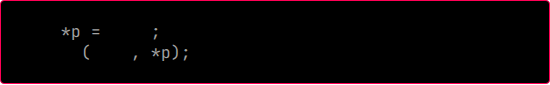 *p = ;
( , *p);